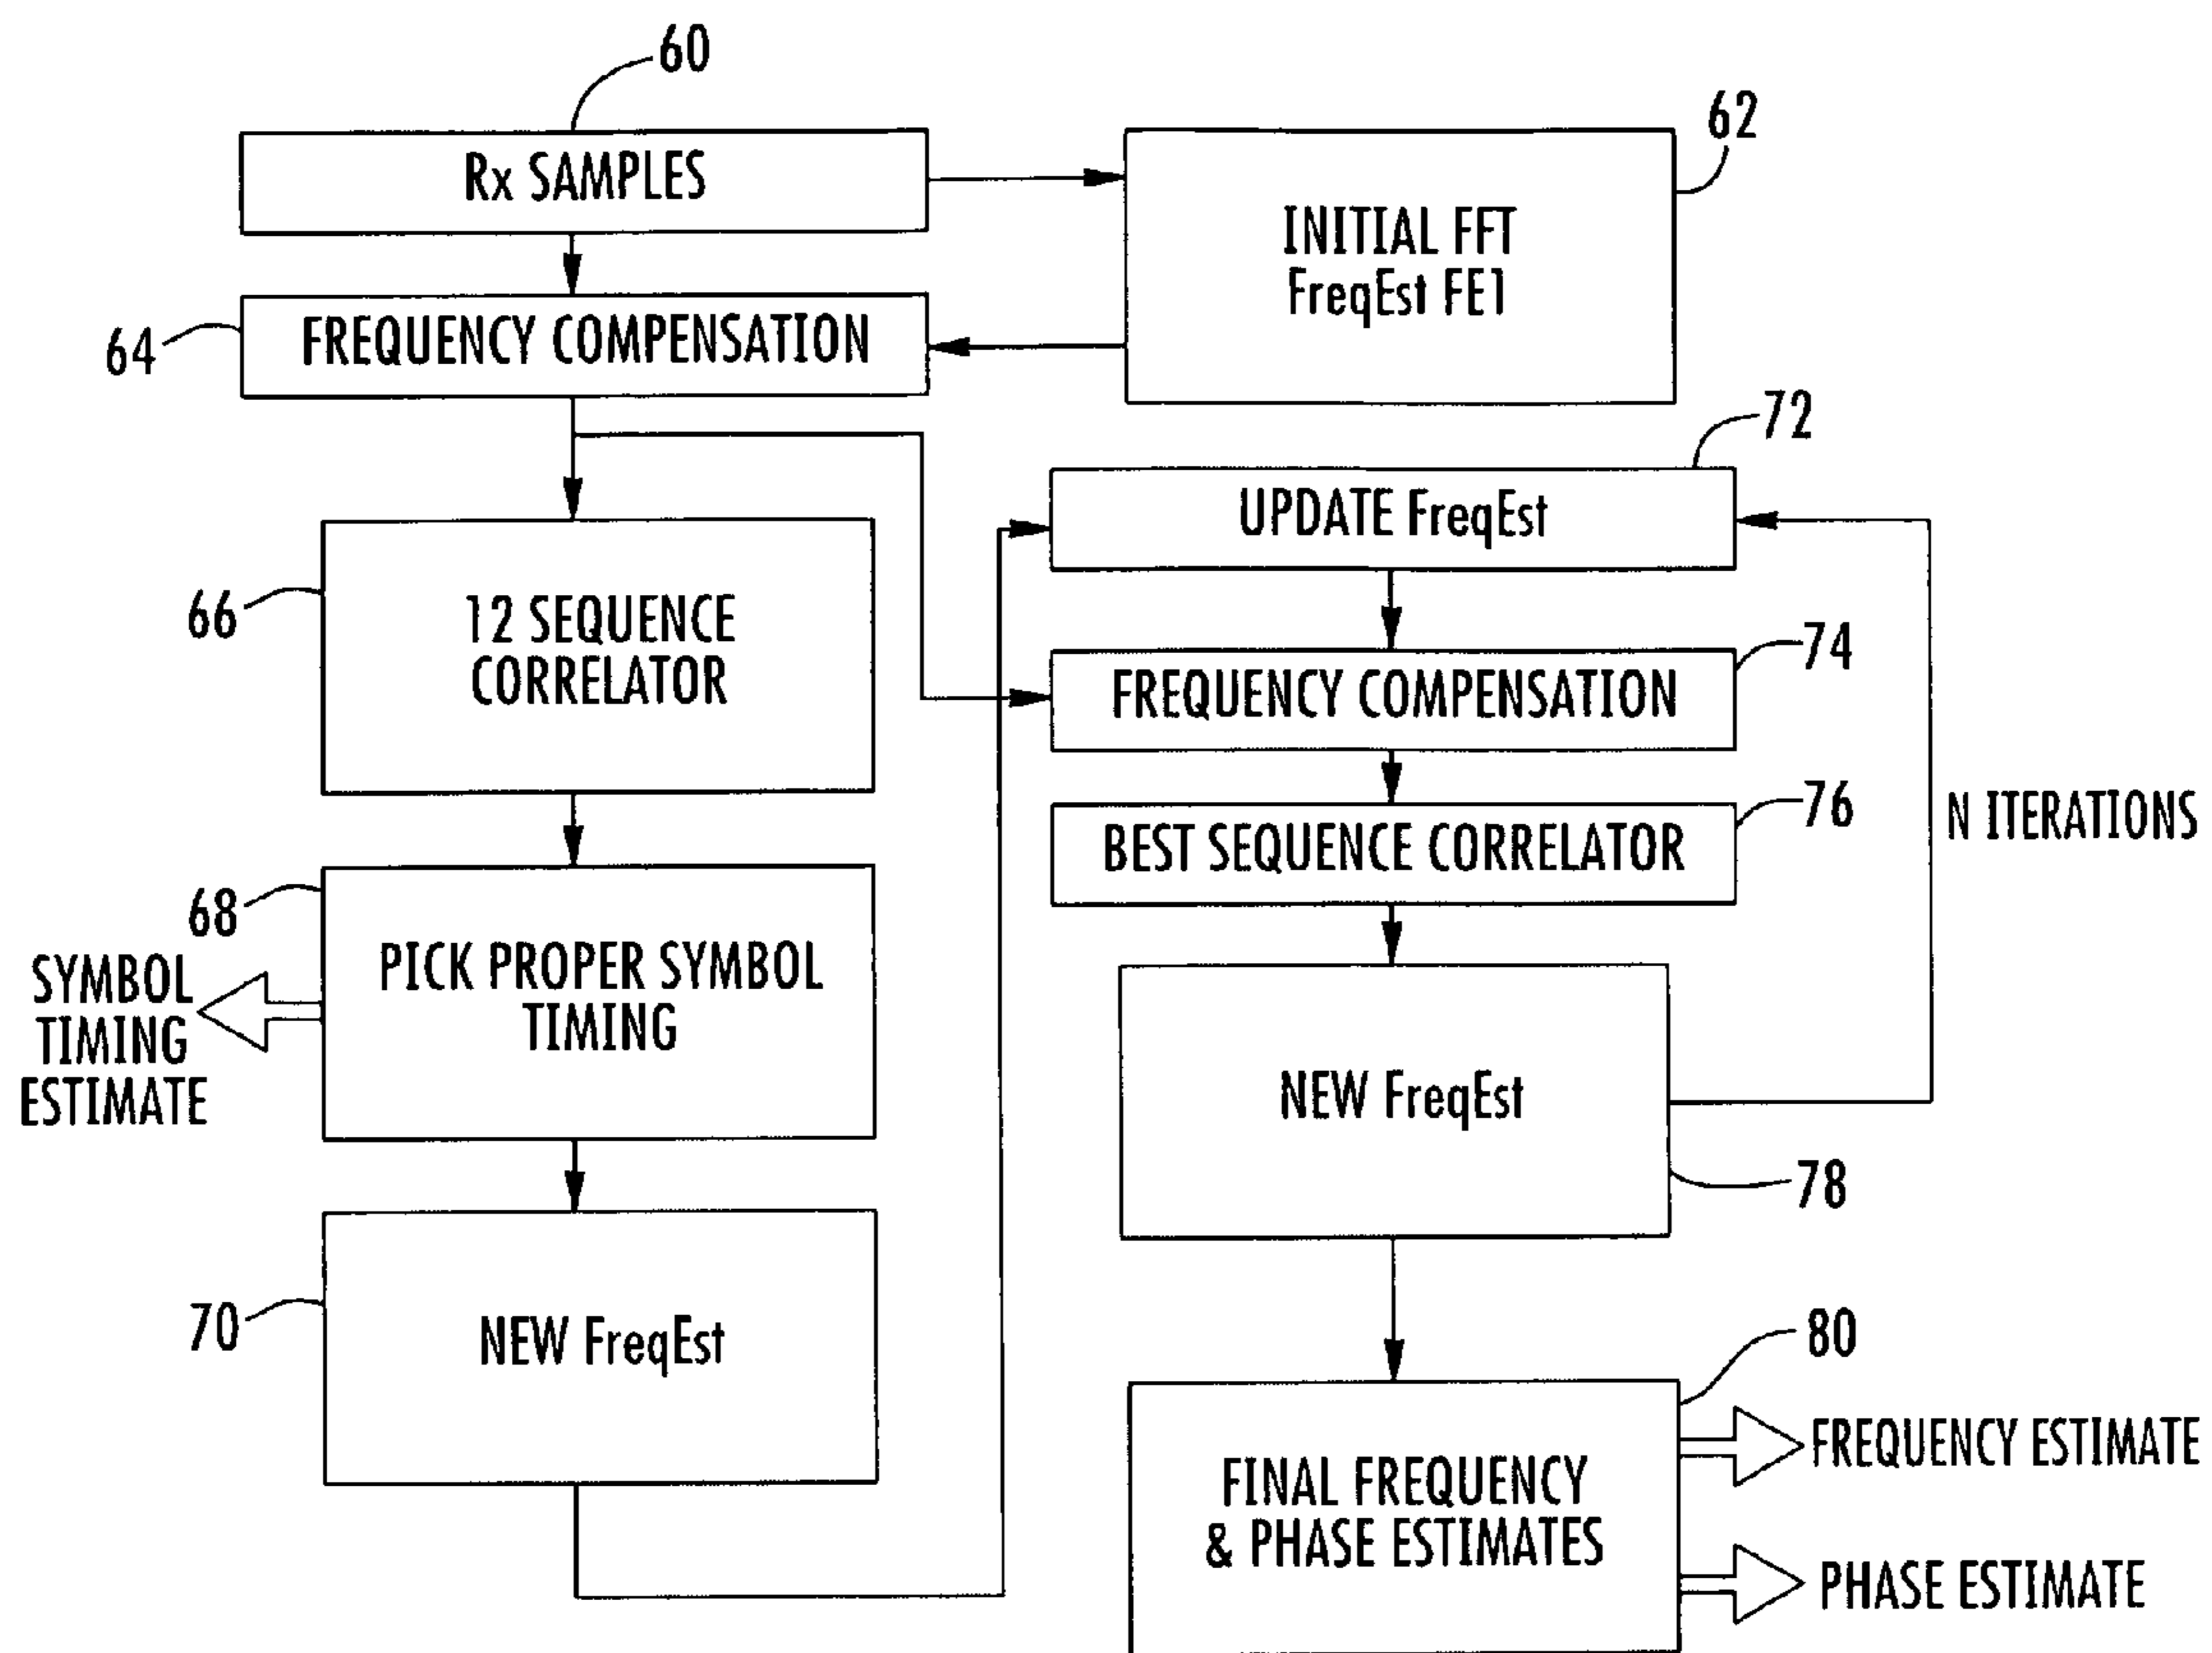 60
Rx SAMPLES
62
INITIAL FFT
FreqEst FE1
64
FREQUENCY COMPENSATION
72
UPDATE FreqEst
66
12 SEQUENCE
CORRELATOR
74
FREQUENCY COMPENSATION
76
BEST SEQUENCE CORRELATOR
N ITERATIONS
68
PICK PROPER SYMBOL
TIMING
SYMBOL
TIMING
ESTIMATE
NEW FreqEst
78
70
NEW FreqEst
80
FINAL FREQUENCY
& PHASE ESTIMATES
FREQUENCY ESTIMATE
PHASE ESTIMATE